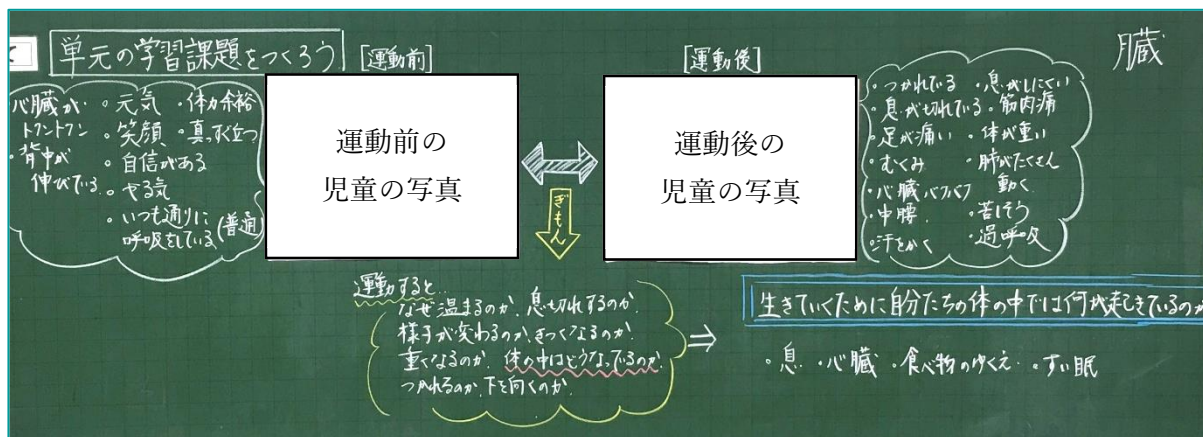 単元の学習課題をつくろう
[運動前]
[運動後]
臓
・心臓が
トクントクン
・背中が
伸びている
・元気
・笑顔
・自信がある
・やる気
・いつも通りに
呼吸をしている(普通)
・体力余裕
・真っすぐ立つ
運動前の
児童の写真
運動後の
児童の写真
ぎもん
・つかれている
・息が切れている
・足が痛い
・むくみ
・心臓バクバク
・中腰
・汗をかく
・息がしにくい
・筋肉痛
・体が重い
・肺がたくさん
動く
・苦しそう
・過呼吸
運動すると…
なぜ温まるのか、息切れするのか、
様子が変わるのか、きつくなるのか、
重くなるのか、体の中はどうなっているのか、
つかれるのか、下を向くのか
⇒
生きていくために自分たちの体の中では何が起きているのか
・息 ・心臓 ・食べ物のゆくえ ・すい眠